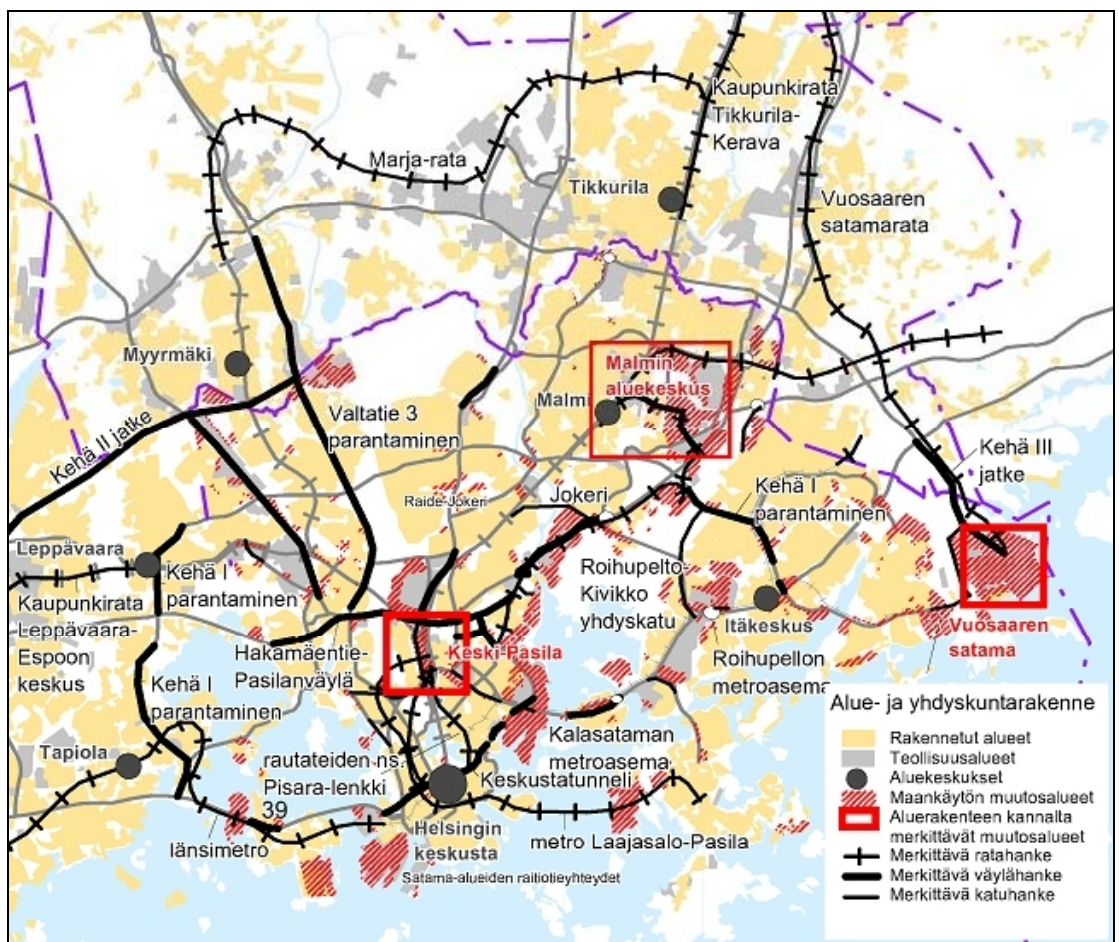 Kaupunkirata
Tikkurila-
Kerava
Marja-rata
Tikkurila
Vuosaaren
satamarata
Myyrmäki
Malmin
aluekeskus
Malmi
Valtatie 3
parantaminen
Kehä II jatke
Kehä III
jatke
Raide-Jokeri
Jokeri
Kehä I
parantaminen
Leppävaara
Kehä I
parantaminen
Roihupelto-
Kivikko
yhdyskatu
Kaupunkirata
Leppävaara-
Espoon
keskus
Itäkeskus
Vuosaaren
satama
Hakamäentie-
Pasilanväylä
Keski-Pasila
Roihupellon
metroasema
Kehä I
parantaminen
Tapiola
rautateiden ns.
Pisara-lenkki
Kalasataman
metroasema
Keskustatunneli
39
länsimetro
Helsingin
keskusta
metro Laajasalo-Pasila
Satama-alueiden raitiotieyhteydet
Alue- ja yhdyskuntarakenne
Rakennetut alueet
Teollisuusalueet
Aluekeskukset
Maankäytön muutosalueet
Aluerakenteen kannalta
merkittävät muutosalueet
Merkittävä ratahanke
Merkittävä väylähanke
Merkittävä katuhanke